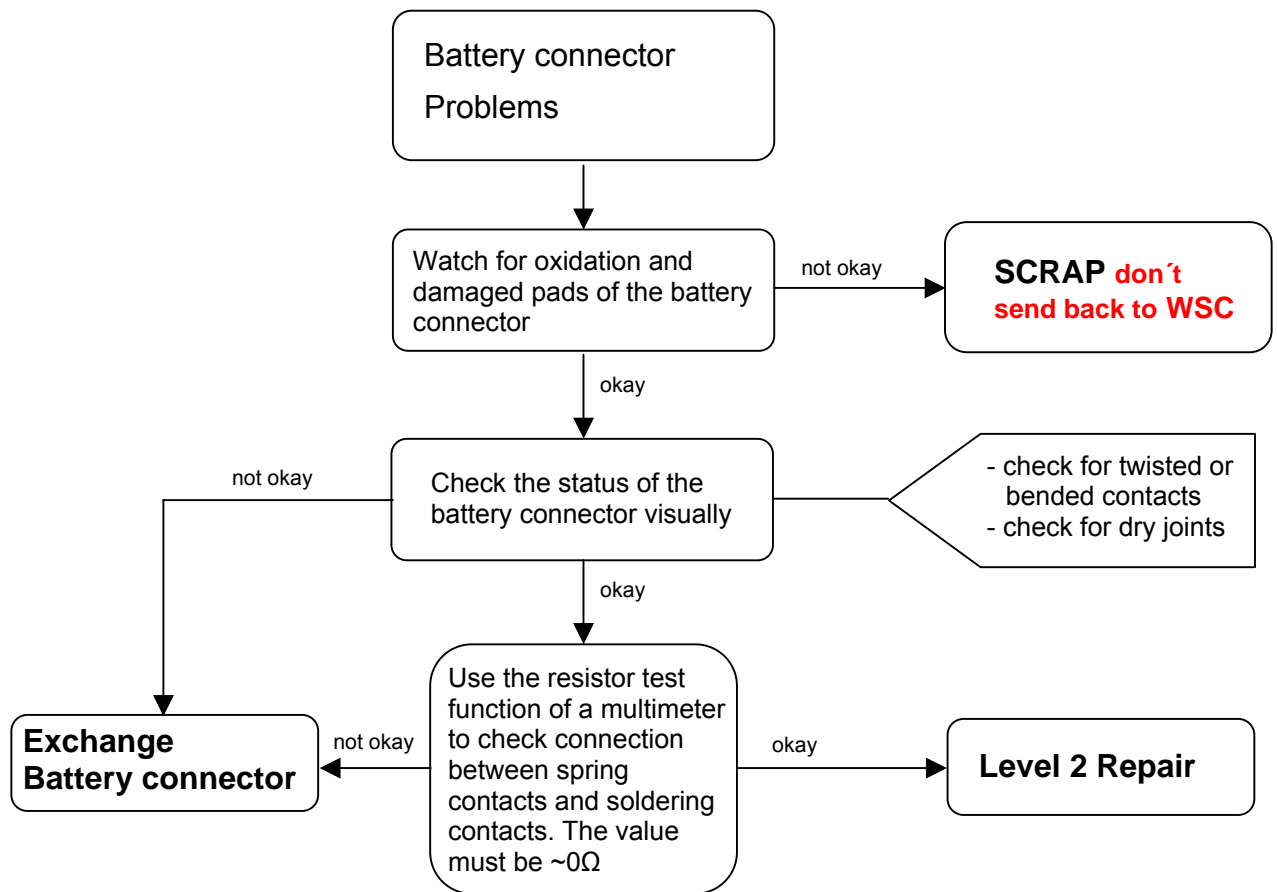 Battery connector
Problems
Watch for oxidation and
damaged pads of the battery
connector
not okay
SCRAP don´t
send back to WSC
okay
not okay
Check the status of the
battery connector visually
- check for twisted or
bended contacts
- check for dry joints
okay
Use the resistor test
function of a multimeter
to check connection
between spring
contacts and soldering
contacts. The value
must be ~0Ω
not okay
Exchange
Battery connector
okay
Level 2 Repair